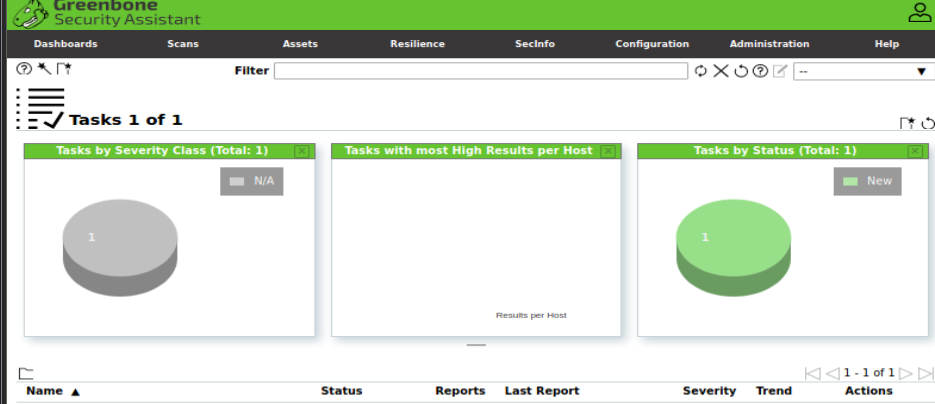 Greenbone
Security Assistant
Dashboards Scans Assets Resilience SecInfo Configuration Administration Help
Filter --
Tasks 1 of 1
Tasks by Severity Class (Total: 1) Tasks with most High Results per Host Tasks by Status (Total: 1)
N/A New
1 1
Results per Host
1 - 1 of 1
Name ▲ Status Reports Last Report Severity Trend Actions